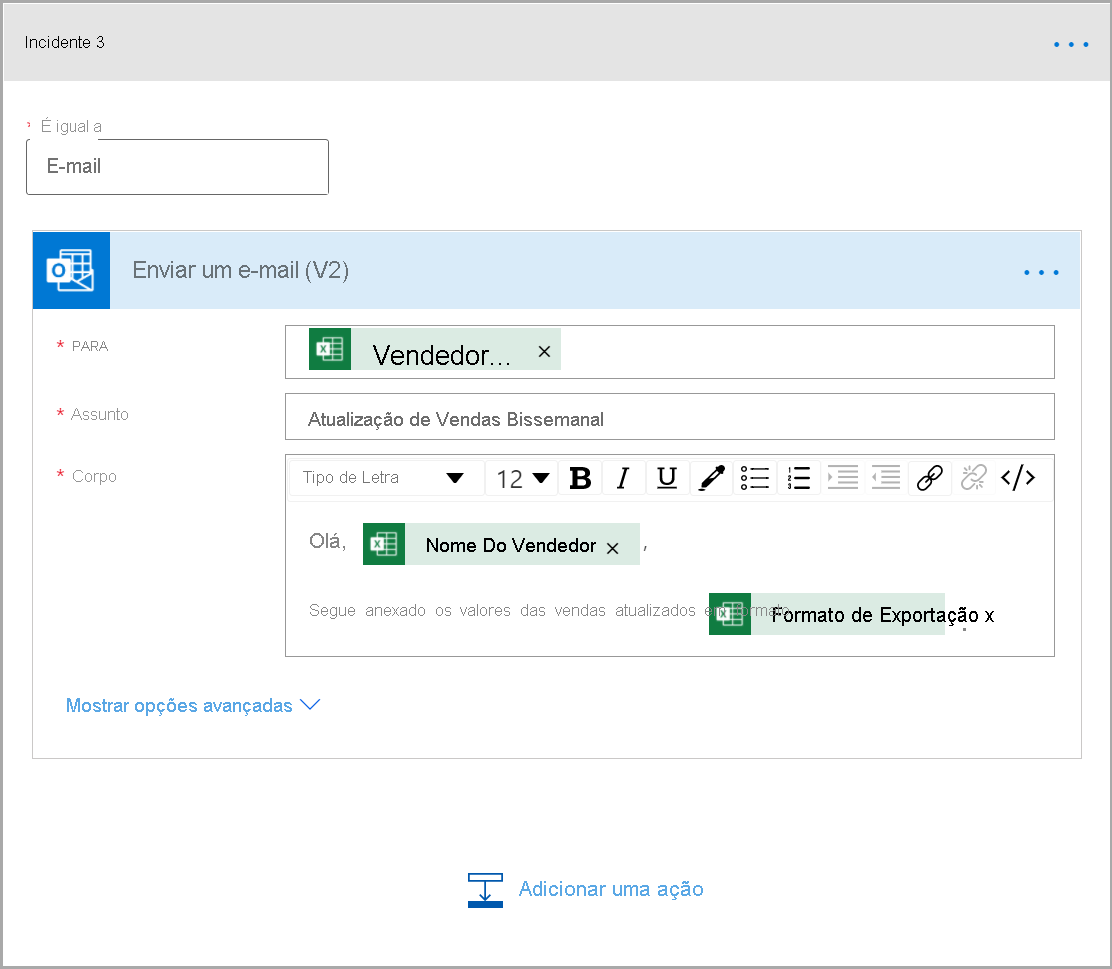 Incidente 3
* É igual a
E-mail
Enviar um e-mail (V2)
* PARA
Vendedor... ×
* Assunto
Atualização de Vendas Bissemanal
* Corpo
Tipo de Letra 12 B I U </>
Olá, Nome Do Vendedor × ,
Segue anexado os valores das vendas atualizados em formato Formato de Exportação x .
Mostrar opções avançadas
Adicionar uma ação